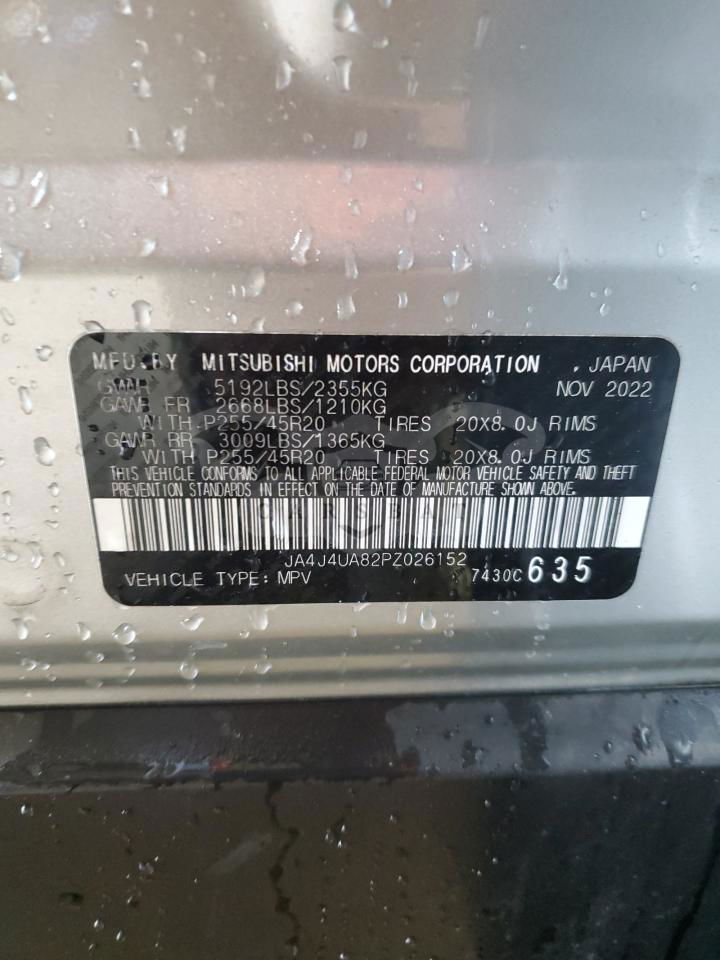 MFD.BY MITSUBISHI MOTORS CORPORATION , JAPAN
GVWR 5192LBS/2355KG NOV 2022
GAWR FR 2668LBS/1210KG
WITH P255/45R20 TIRES 20X8.0J RIMS
GAWR RR 3009LBS/1365KG
WITH P255/45R20 TIRES 20X8.0J RIMS
THIS VEHICLE CONFORMS TO ALL APPLICABLE FEDERAL MOTOR VEHICLE SAFETY AND THEFT
PREVENTION STANDARDS IN EFFECT ON THE DATE OF MANUFACTURE SHOWN ABOVE.
JA4J4UA82PZ026152
VEHICLE TYPE: MPV 7430C 635